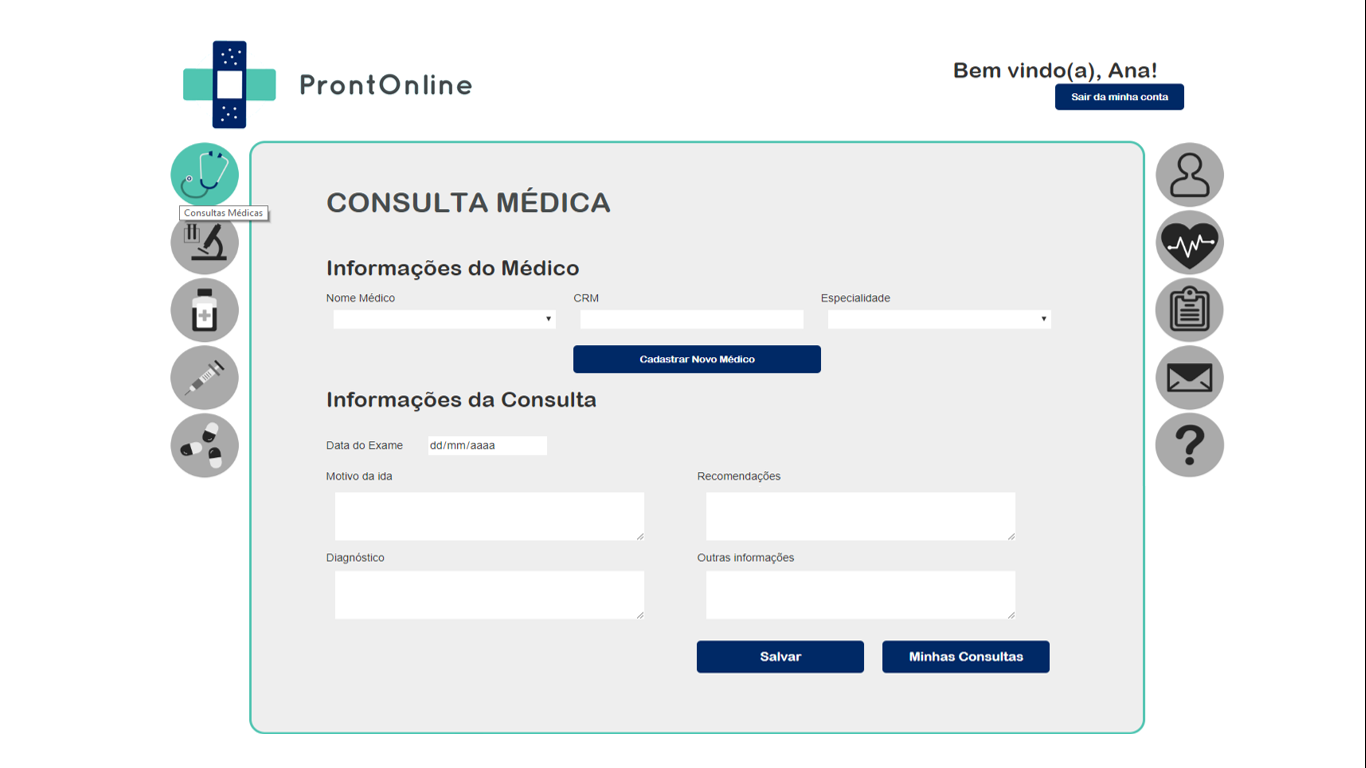 ProntOnline
Bem vindo(a), Ana!
Sair da minha conta
Consultas Médicas
CONSULTA MÉDICA
Informações do Médico
Nome Médico CRM Especialidade
Cadastrar Novo Médico
Informações da Consulta
Data do Exame dd/mm/aaaa
Motivo da ida Recomendações
Diagnóstico Outras informações
Salvar Minhas Consultas
?